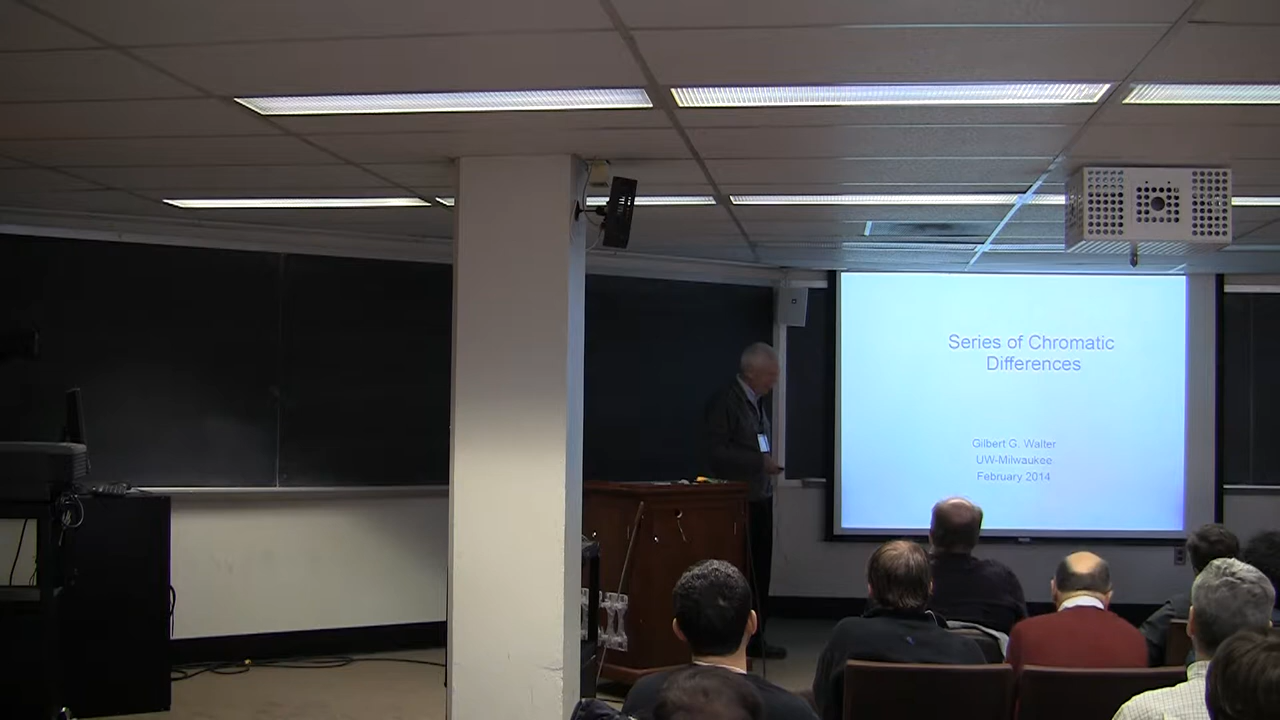 Series of Chromatic
Differences
Gilbert G. Walter
UW-Milwaukee
February 2014